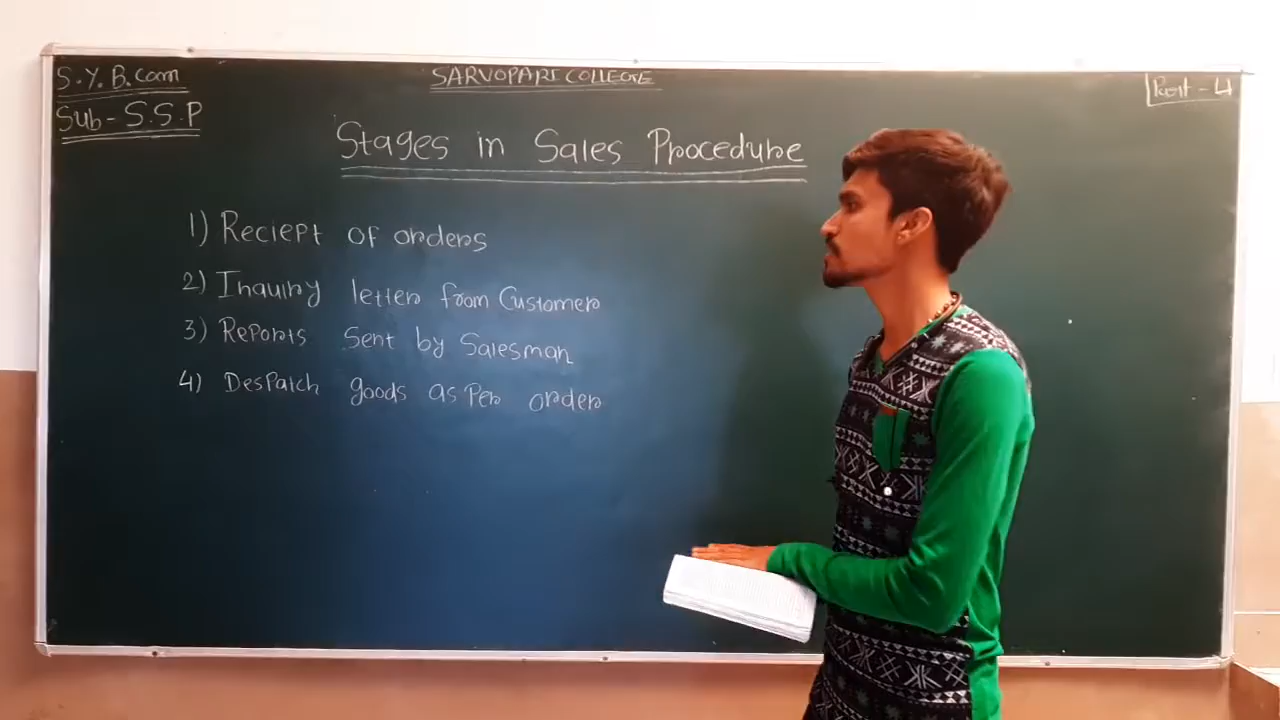 S.Y.B.com
SARVOPARI COLLEGE
Part - 4
Sub - S.S.P
Stages in Sales Procedure
1) Reciept of orders
2) Inquiry letter from Customer
3) Reports Sent by Salesman
4) Despatch goods as Per order